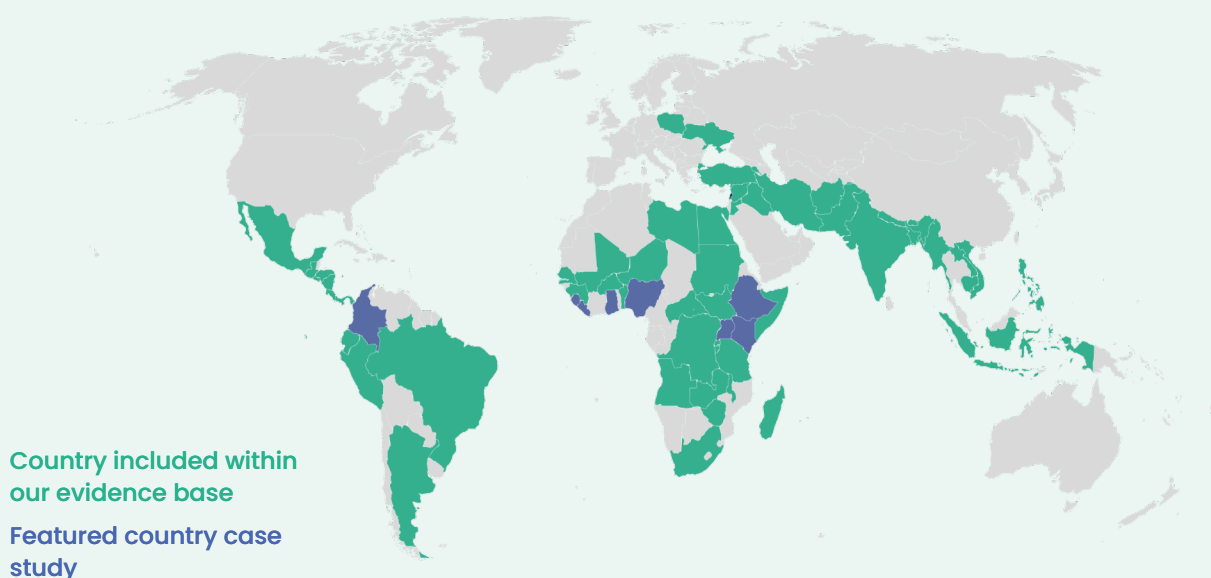 Country included within
our evidence base
Featured country case
study